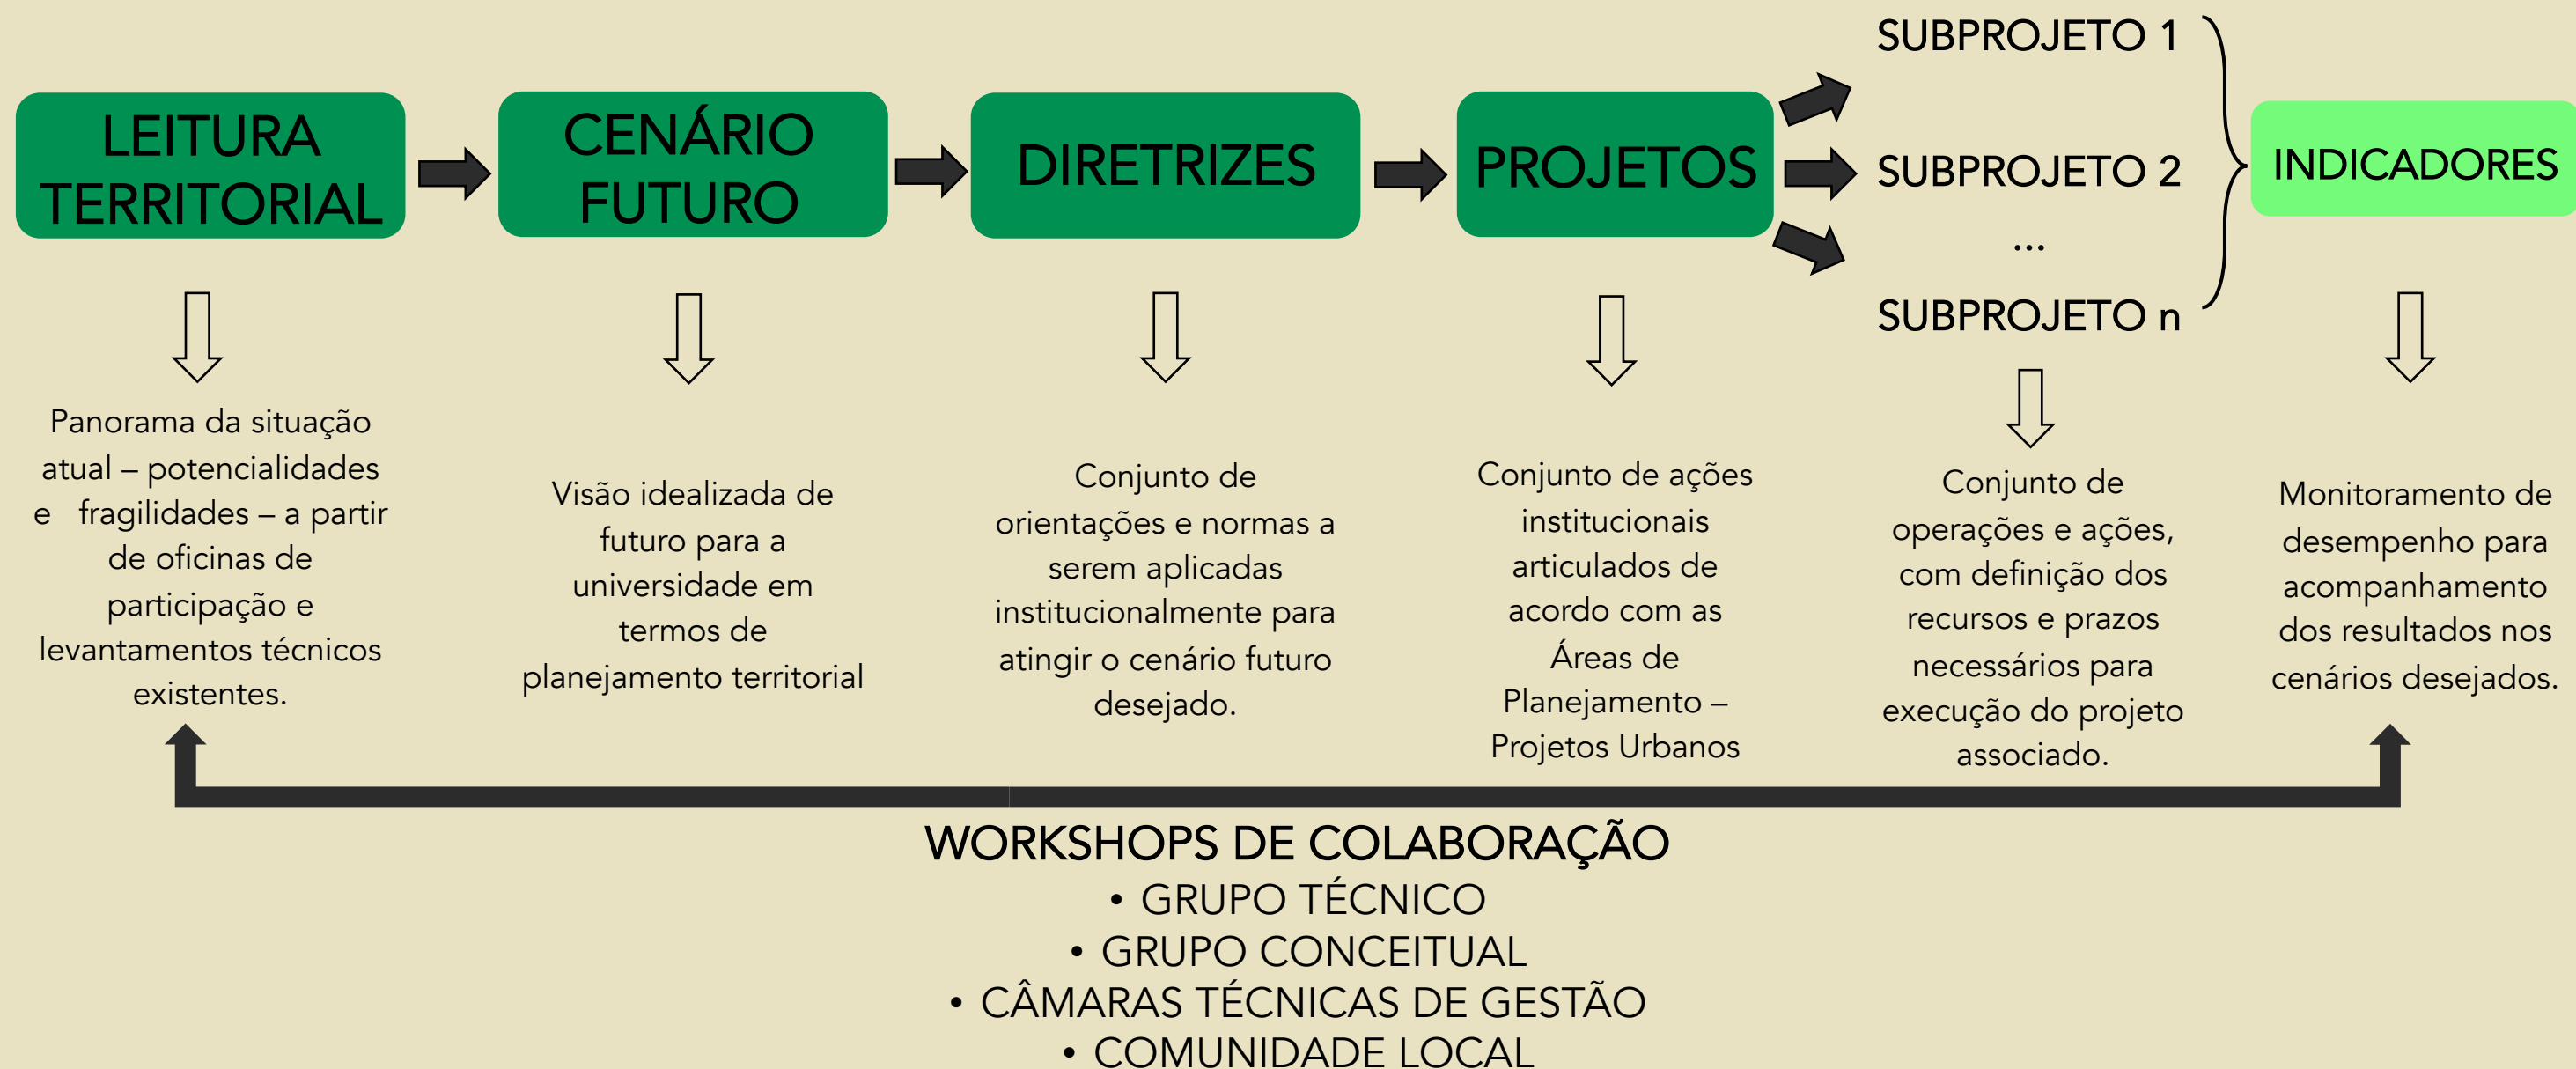 LEITURA
TERRITORIAL
CENÁRIO
FUTURO
DIRETRIZES
PROJETOS
SUBPROJETO 1
SUBPROJETO 2
...
SUBPROJETO n
INDICADORES
Panorama da situação
atual – potencialidades
e fragilidades – a partir
de oficinas de
participação e
levantamentos técnicos
existentes.
Visão idealizada de
futuro para a
universidade em
termos de
planejamento territorial
Conjunto de
orientações e normas a
serem aplicadas
institucionalmente para
atingir o cenário futuro
desejado.
Conjunto de ações
institucionais
articulados de
acordo com as
Áreas de
Planejamento –
Projetos Urbanos
Conjunto de
operações e ações,
com definição dos
recursos e prazos
necessários para
execução do projeto
associado.
Monitoramento de
desempenho para
acompanhamento
dos resultados nos
cenários desejados.
WORKSHOPS DE COLABORAÇÃO
• GRUPO TÉCNICO
• GRUPO CONCEITUAL
• CÂMARAS TÉCNICAS DE GESTÃO
• COMUNIDADE LOCAL